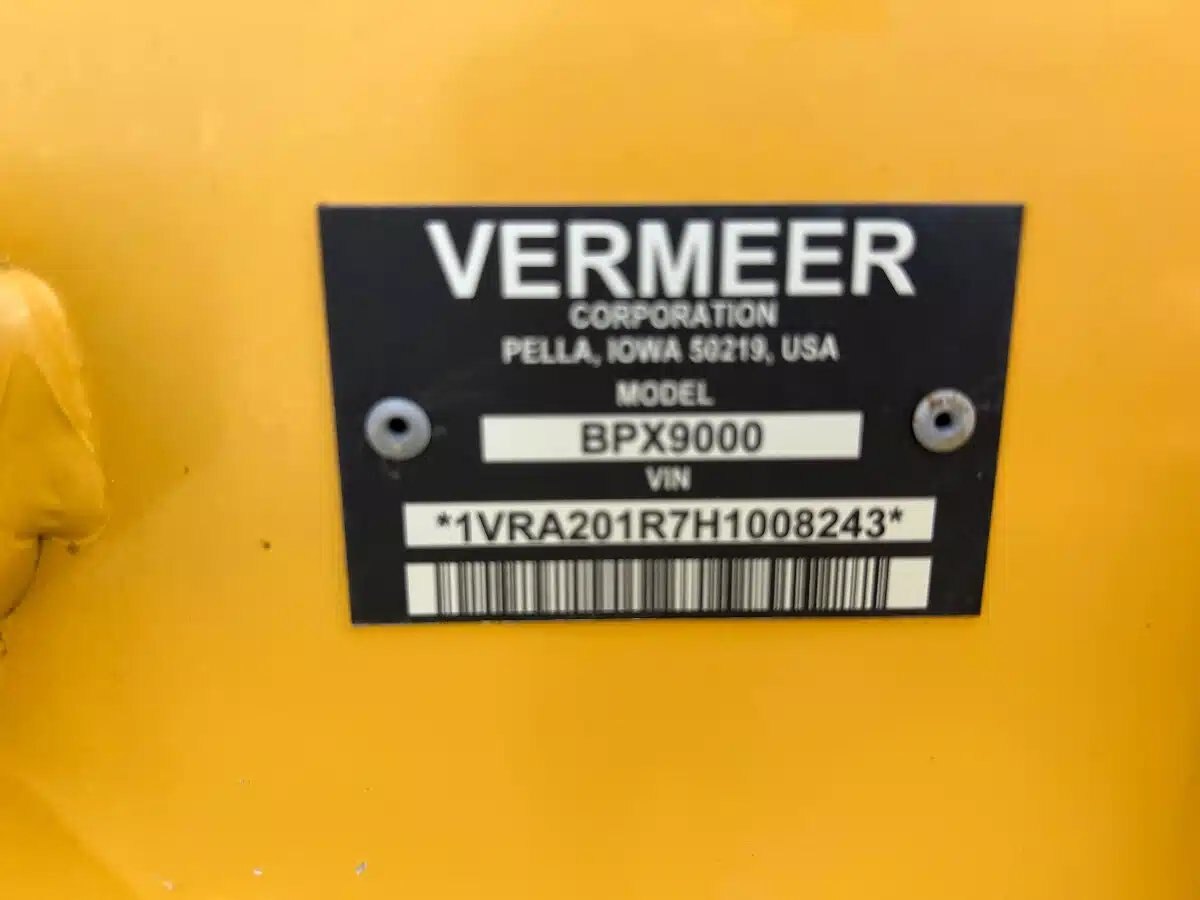 VERMEER
CORPORATION
PELLA, IOWA 50219, USA
MODEL
BPX9000
VIN
*1VRA201R7H1008243*